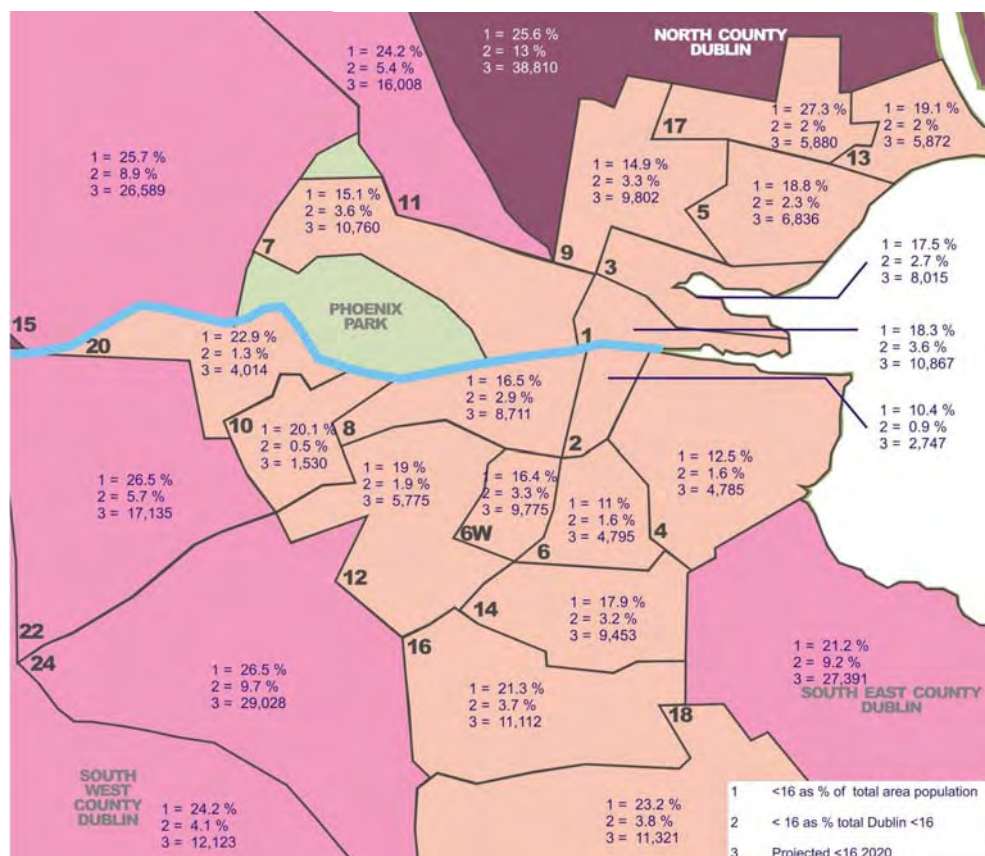 1 = 25.6 %
2 = 13 %
3 = 38,810
NORTH COUNTY
DUBLIN
1 = 24.2 %
2 = 5.4 %
3 = 16,008
1 = 27.3 %
2 = 2 %
3 = 5,880
1 = 19.1 %
2 = 2 %
3 = 5,872
17
13
1 = 25.7 %
2 = 8.9 %
3 = 26,589
1 = 14.9 %
2 = 3.3 %
3 = 9,802
1 = 18.8 %
2 = 2.3 %
3 = 6,836
1 = 15.1 %
2 = 3.6 %
3 = 10,760
11
5
7
9
3
1 = 17.5 %
2 = 2.7 %
3 = 8,015
PHOENIX
PARK
15
20
1 = 22.9 %
2 = 1.3 %
3 = 4,014
1
1 = 18.3 %
2 = 3.6 %
3 = 10,867
1 = 16.5 %
2 = 2.9 %
3 = 8,711
1 = 10.4 %
2 = 0.9 %
3 = 2,747
10
1 = 20.1 %
2 = 0.5 %
3 = 1,530
8
2
1 = 19 %
2 = 1.9 %
3 = 5,775
1 = 16.4 %
2 = 3.3 %
3 = 9,775
1 = 12.5 %
2 = 1.6 %
3 = 4,785
1 = 26.5 %
2 = 5.7 %
3 = 17,135
1 = 11 %
2 = 1.6 %
3 = 4,795
6W
6
4
12
14
1 = 17.9 %
2 = 3.2 %
3 = 9,453
22
24
16
1 = 26.5 %
2 = 9.7 %
3 = 29,028
1 = 21.2 %
2 = 9.2 %
3 = 27,391
SOUTH EAST COUNTY
DUBLIN
1 = 21.3 %
2 = 3.7 %
3 = 11,112
18
SOUTH
WEST
COUNTY
DUBLIN
1 = 24.2 %
2 = 4.1 %
3 = 12,123
1 = 23.2 %
2 = 3.8 %
3 = 11,321
1 <16 as % of total area population
2 < 16 as % total Dublin <16
3 Projected <16 2020